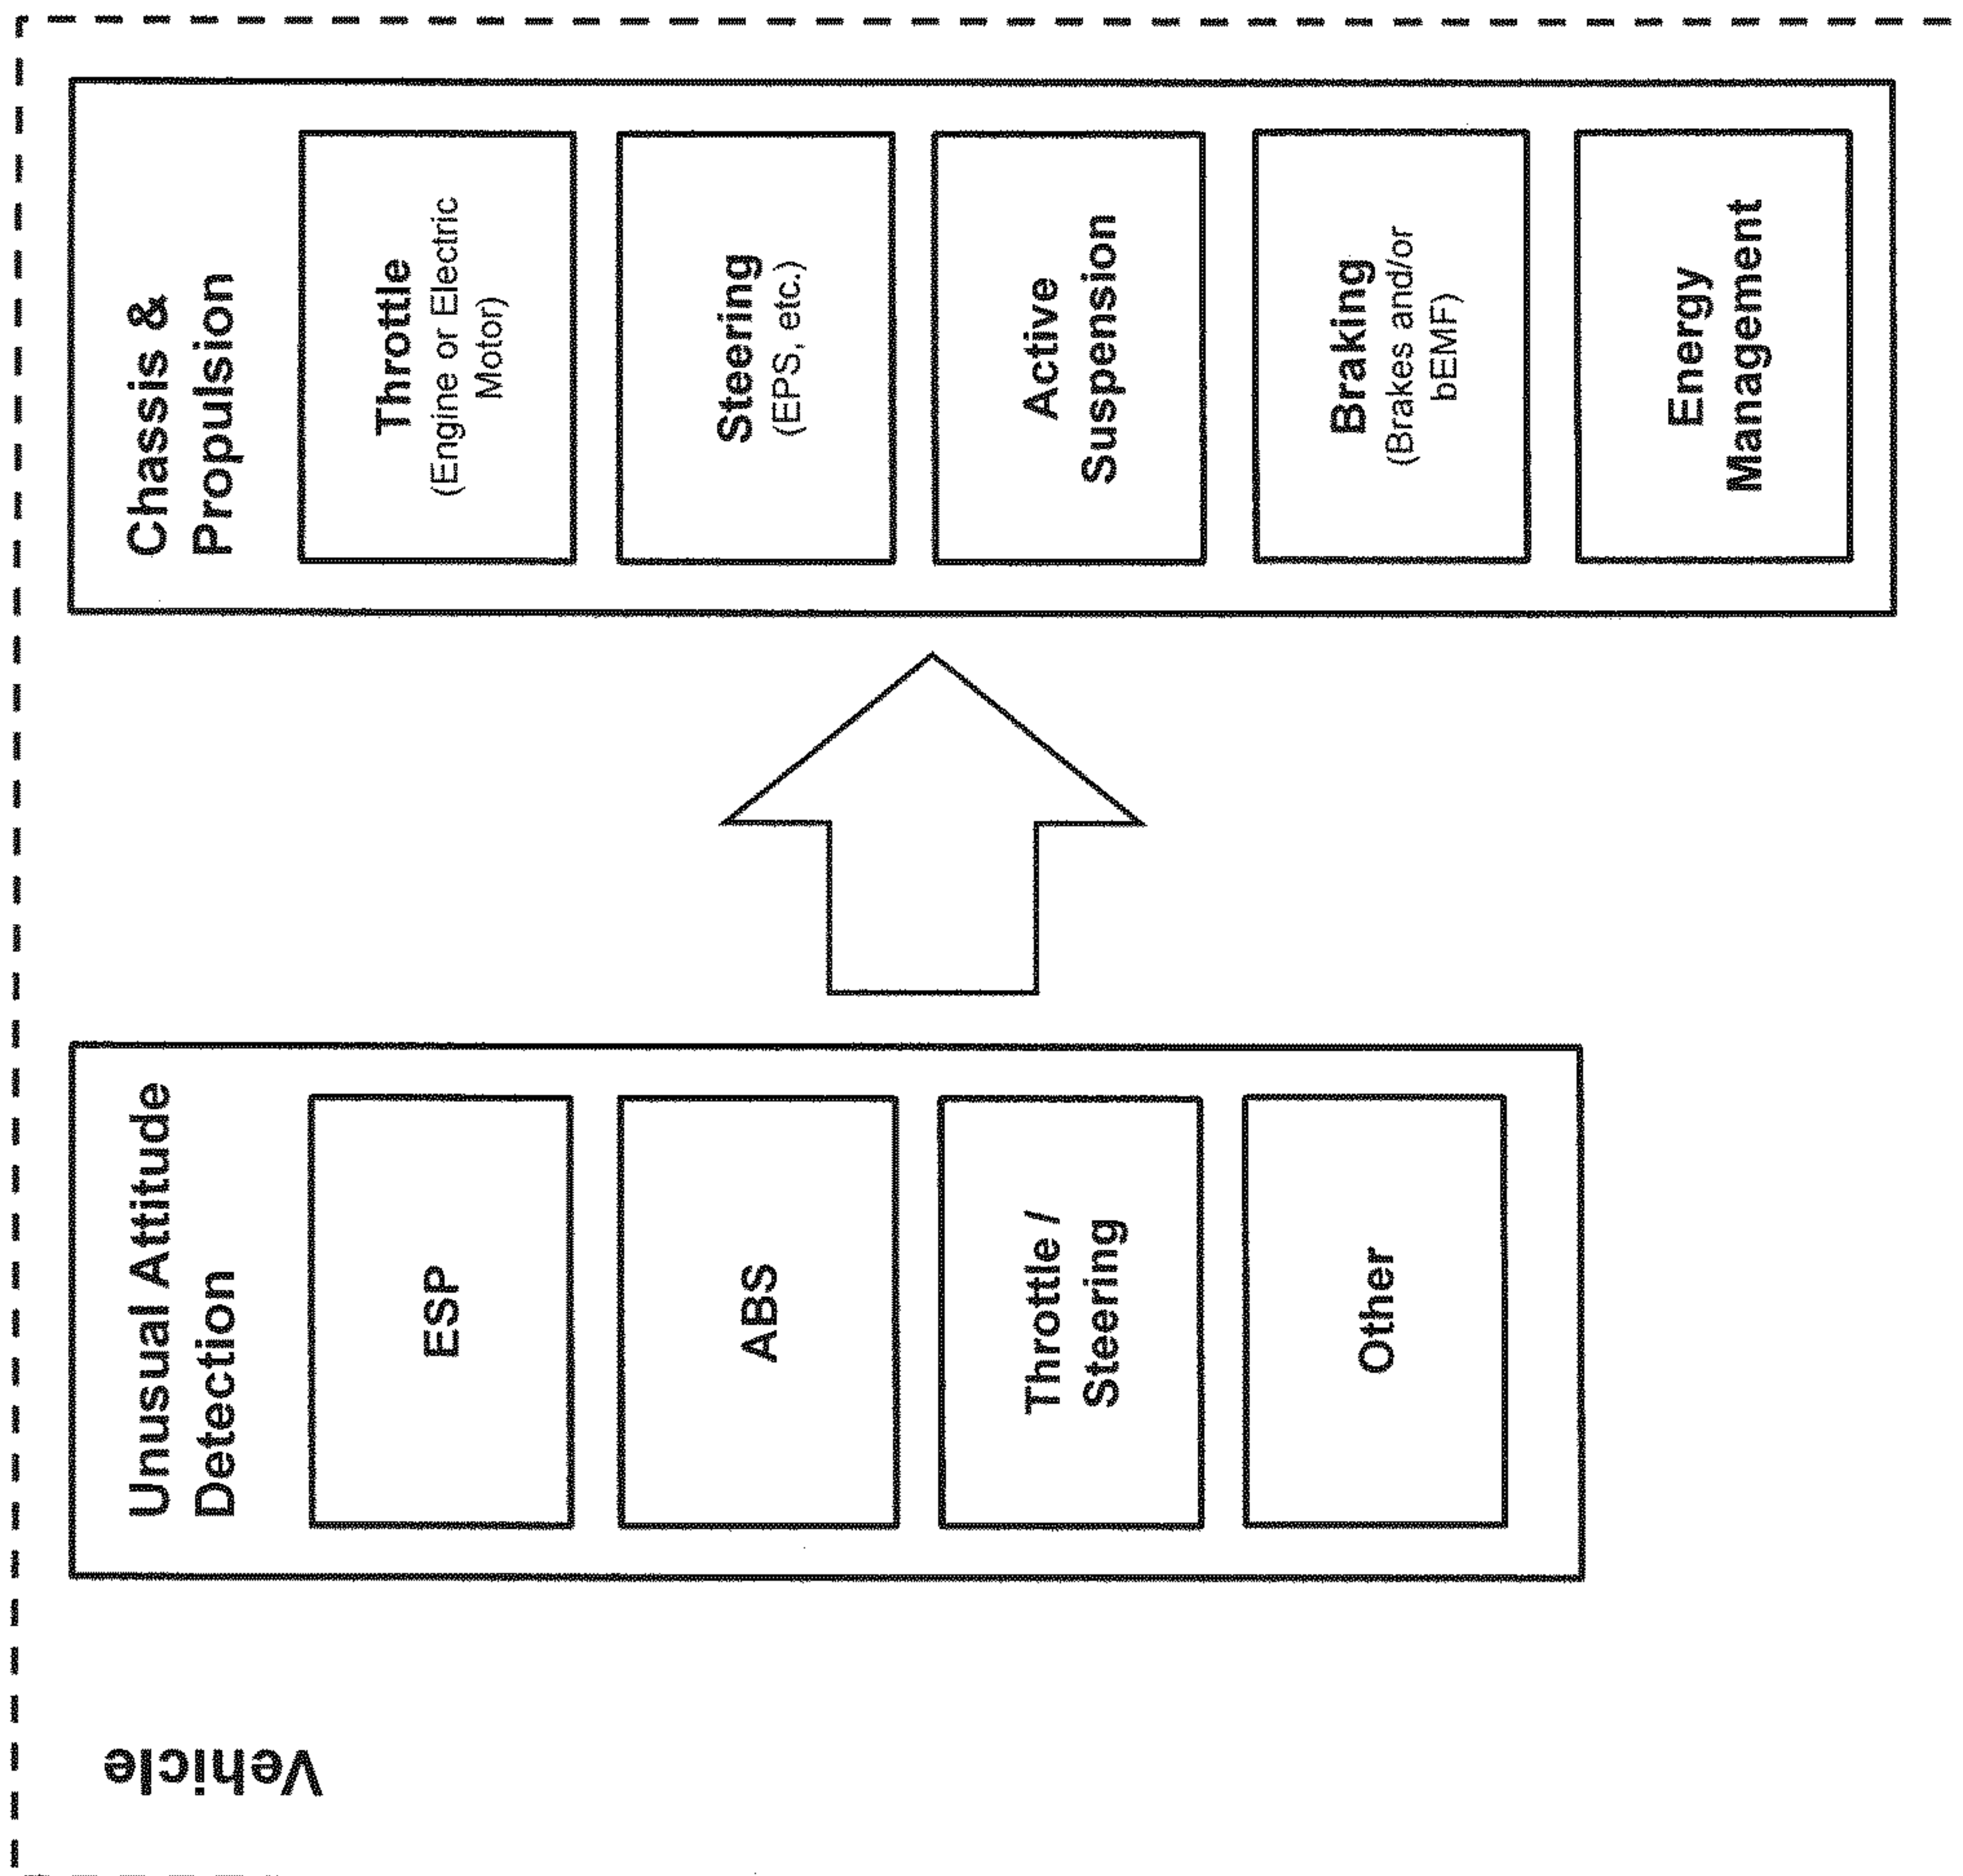 Vehicle
Unusual Attitude
Detection
ESP
ABS
Throttle /
Steering
Other
Chassis &
Propulsion
Throttle
(Engine or Electric
Motor)
Steering
(EPS, etc.)
Active
Suspension
Braking
(Brakes and/or
bEMF)
Energy
Management